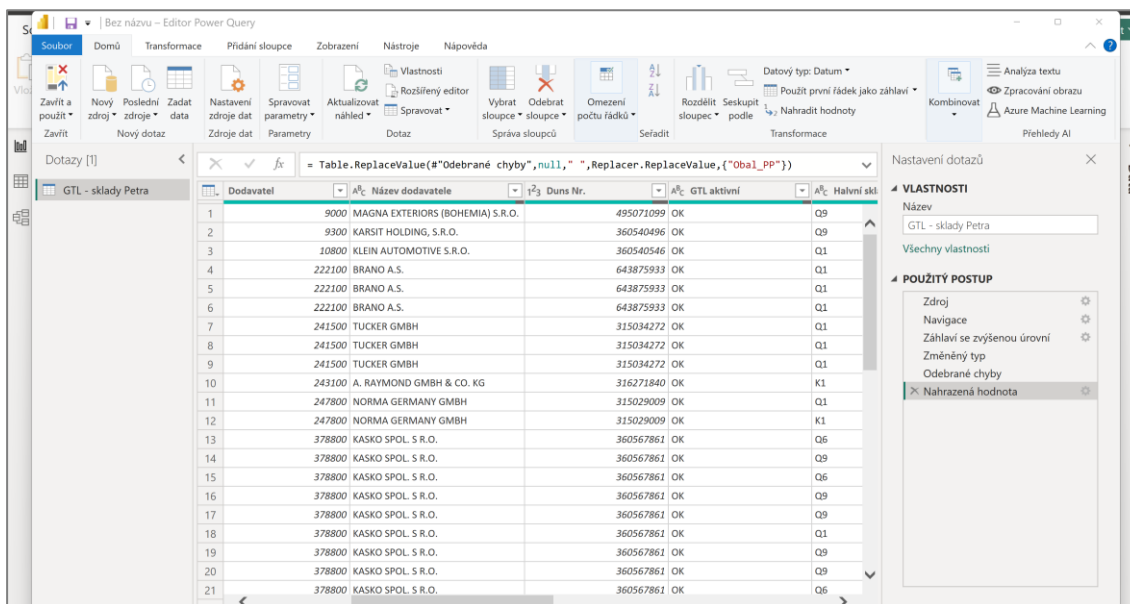 Bez názvu – Editor Power Query
Soubor Domů Transformace Přidání sloupce Zobrazení Nástroje Nápověda
Zavřít a použít
Nový zdroj
Poslední zdroje
Zadat data
Nastavení zdroje dat
Spravovat parametry
Aktualizovat náhled
Vlastnosti
Rozšířený editor
Spravovat
Vybrat sloupce
Odebrat sloupce
Omezení počtu řádků
Rozdělit sloupec
Seskupit podle
Datový typ: Datum
Použít první řádek jako záhlaví
Nahradit hodnoty
Kombinovat
Analýza textu
Zpracování obrazu
Azure Machine Learning
Zavřít Nový dotaz Zdroje dat Parametry Dotaz Správa sloupců Seřadit Transformace Přehledy AI
Dotazy [1]
GTL - sklady Petra
fx = Table.ReplaceValue(#"Odebrané chyby",null," ",Replacer.ReplaceValue,{"Obal_PP"})
Dodavatel ABC Název dodavatele 123 Duns Nr. ABC GTL aktivní ABC Halvní skl
1 9000 MAGNA EXTERIORS (BOHEMIA) S.R.O. 495071099 OK Q9
2 9300 KARSIT HOLDING, S.R.O. 360540496 OK Q9
3 10800 KLEIN AUTOMOTIVE S.R.O. 360540546 OK Q1
4 222100 BRANO A.S. 643875933 OK Q1
5 222100 BRANO A.S. 643875933 OK Q1
6 222100 BRANO A.S. 643875933 OK Q1
7 241500 TUCKER GMBH 315034272 OK Q1
8 241500 TUCKER GMBH 315034272 OK Q1
9 241500 TUCKER GMBH 315034272 OK Q1
10 243100 A. RAYMOND GMBH & CO. KG 316271840 OK K1
11 247800 NORMA GERMANY GMBH 315029009 OK Q1
12 247800 NORMA GERMANY GMBH 315029009 OK K1
13 378800 KASKO SPOL. S R.O. 360567861 OK Q6
14 378800 KASKO SPOL. S R.O. 360567861 OK Q9
15 378800 KASKO SPOL. S R.O. 360567861 OK Q6
16 378800 KASKO SPOL. S R.O. 360567861 OK Q9
17 378800 KASKO SPOL. S R.O. 360567861 OK Q9
18 378800 KASKO SPOL. S R.O. 360567861 OK Q1
19 378800 KASKO SPOL. S R.O. 360567861 OK Q9
20 378800 KASKO SPOL. S R.O. 360567861 OK Q9
21 378800 KASKO SPOL. S R.O. 360567861 OK Q6
Nastavení dotazů
VLASTNOSTI
Název
GTL - sklady Petra
Všechny vlastnosti
POUŽITÝ POSTUP
Zdroj
Navigace
Záhlaví se zvýšenou úrovní
Změněný typ
Odebrané chyby
Nahrazená hodnota